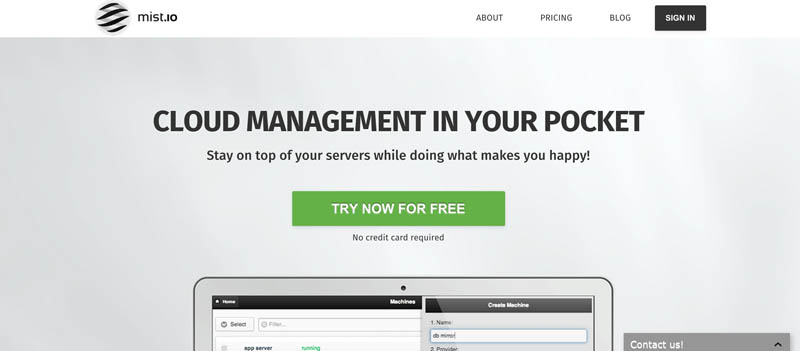 mist.io
ABOUT PRICING BLOG SIGN IN
CLOUD MANAGEMENT IN YOUR POCKET
Stay on top of your servers while doing what makes you happy!
TRY NOW FOR FREE
No credit card required
Home Machines Create Machine
Select Filter... 1. Name:
db mirror
app server running 2. Provider:
Contact us!